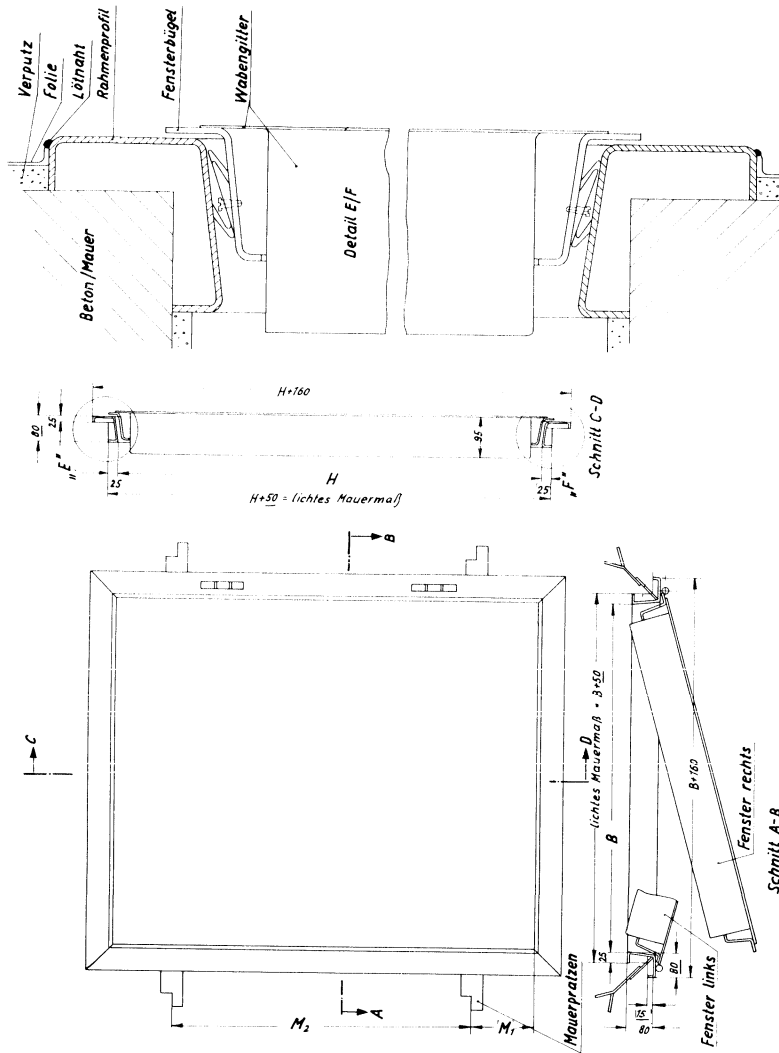 Verputz
Folie
Lötnaht
Rahmenprofil
Fensterbügel
Wabengitter
Beton/Mauer
Detail E/F
H+160
80
25
„E"
25
H
H+50 = lichtes Mauermaß
95
25
„F"
Schnitt C-D
B
C
D
A
M₂
M₁
Mauerpratzen
lichtes Mauermaß = B+50
B
B+160
25
80
15
80
Fenster links
Fenster rechts
Schnitt A-B